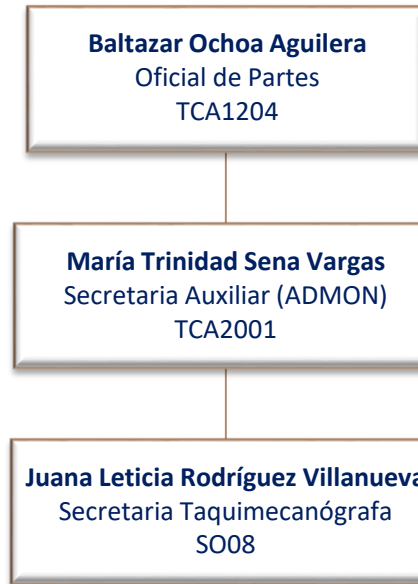 Baltazar Ochoa Aguilera
Oficial de Partes
TCA1204
María Trinidad Sena Vargas
Secretaria Auxiliar (ADMON)
TCA2001
Juana Leticia Rodríguez Villanueva
Secretaria Taquimecanógrafa
SO08